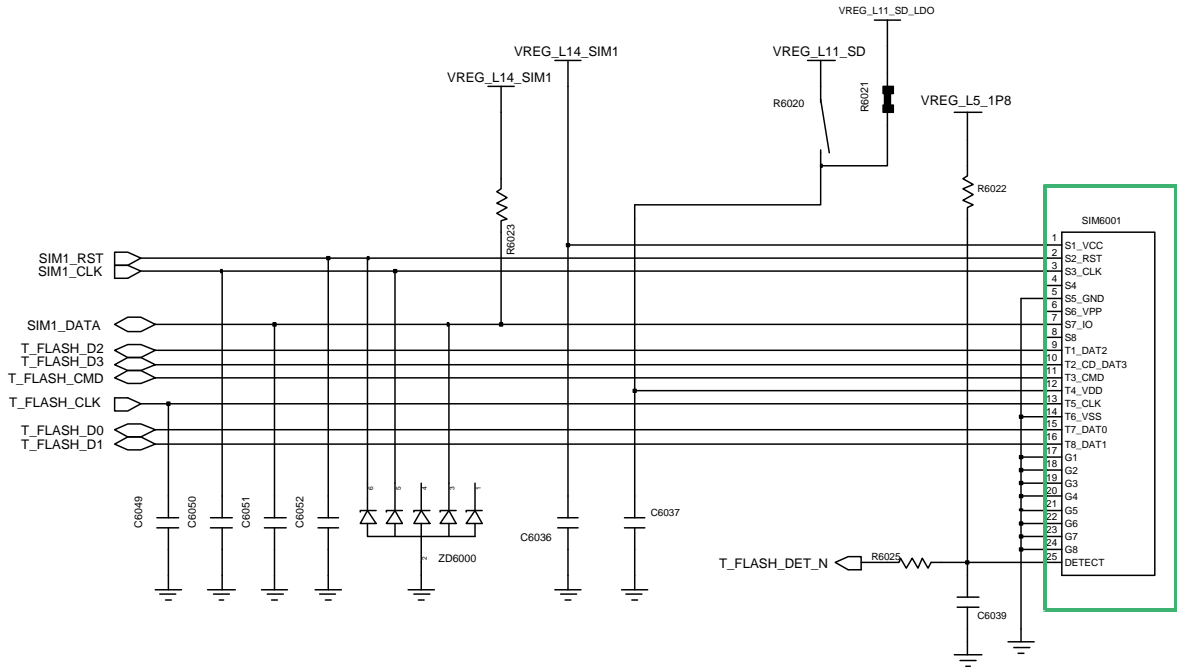 VREG_L11_SD_LDO
VREG_L14_SIM1
VREG_L11_SD
VREG_L14_SIM1
R6021
R6020
VREG_L5_1P8
R6022
R6023
SIM6001
SIM1_RST
SIM1_CLK
SIM1_DATA
T_FLASH_D2
T_FLASH_D3
T_FLASH_CMD
T_FLASH_CLK
T_FLASH_D0
T_FLASH_D1
1 S1_VCC
2 S2_RST
3 S3_CLK
4 S4
5 S5_GND
6 S6_VPP
7 S7_IO
8 S8
9 T1_DAT2
10 T2_CD_DAT3
11 T3_CMD
12 T4_VDD
13 T5_CLK
14 T6_VSS
15 T7_DAT0
16 T8_DAT1
17 G1
18 G2
19 G3
20 G4
21 G5
22 G6
23 G7
24 G8
25 DETECT
C6049
C6050
C6051
C6052
6
5
4
3
1
2
ZD6000
C6036
C6037
T_FLASH_DET_N
R6025
C6039